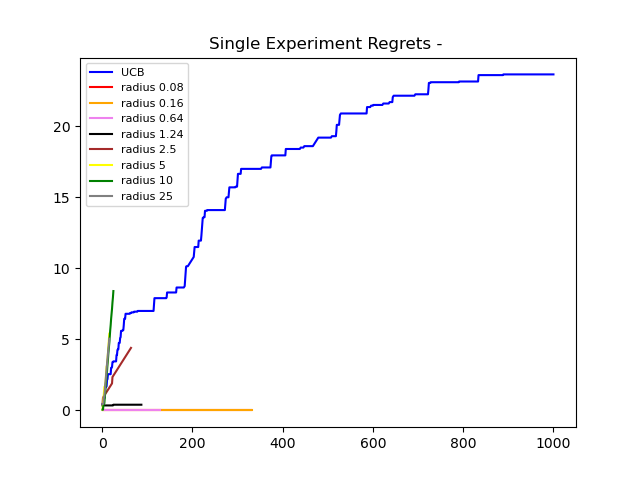 Single Experiment Regrets -
UCB
radius 0.08
radius 0.16
radius 0.64
radius 1.24
radius 2.5
radius 5
radius 10
radius 25
20
15
10
5
0
0 200 400 600 800 1000